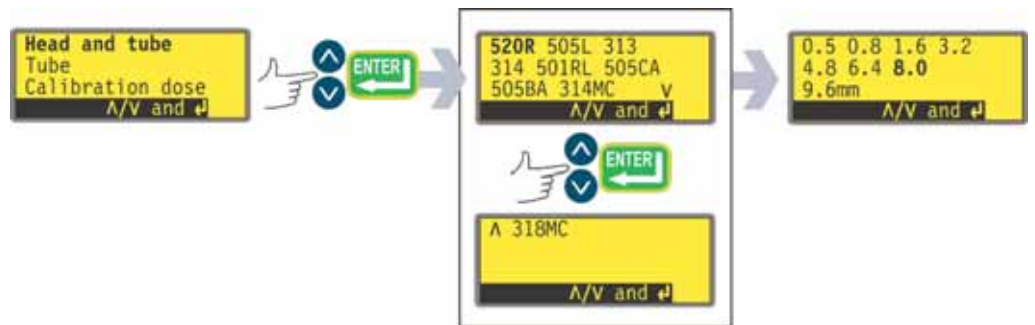 Head and tube
Tube
Calibration dose
∧/∨ and ↵
ENTER
520R 505L 313
314 501RL 505CA
505BA 314MC ∨
∧/∨ and ↵
ENTER
∧ 318MC
∧/∨ and ↵
0.5 0.8 1.6 3.2
4.8 6.4 8.0
9.6mm
∧/∨ and ↵